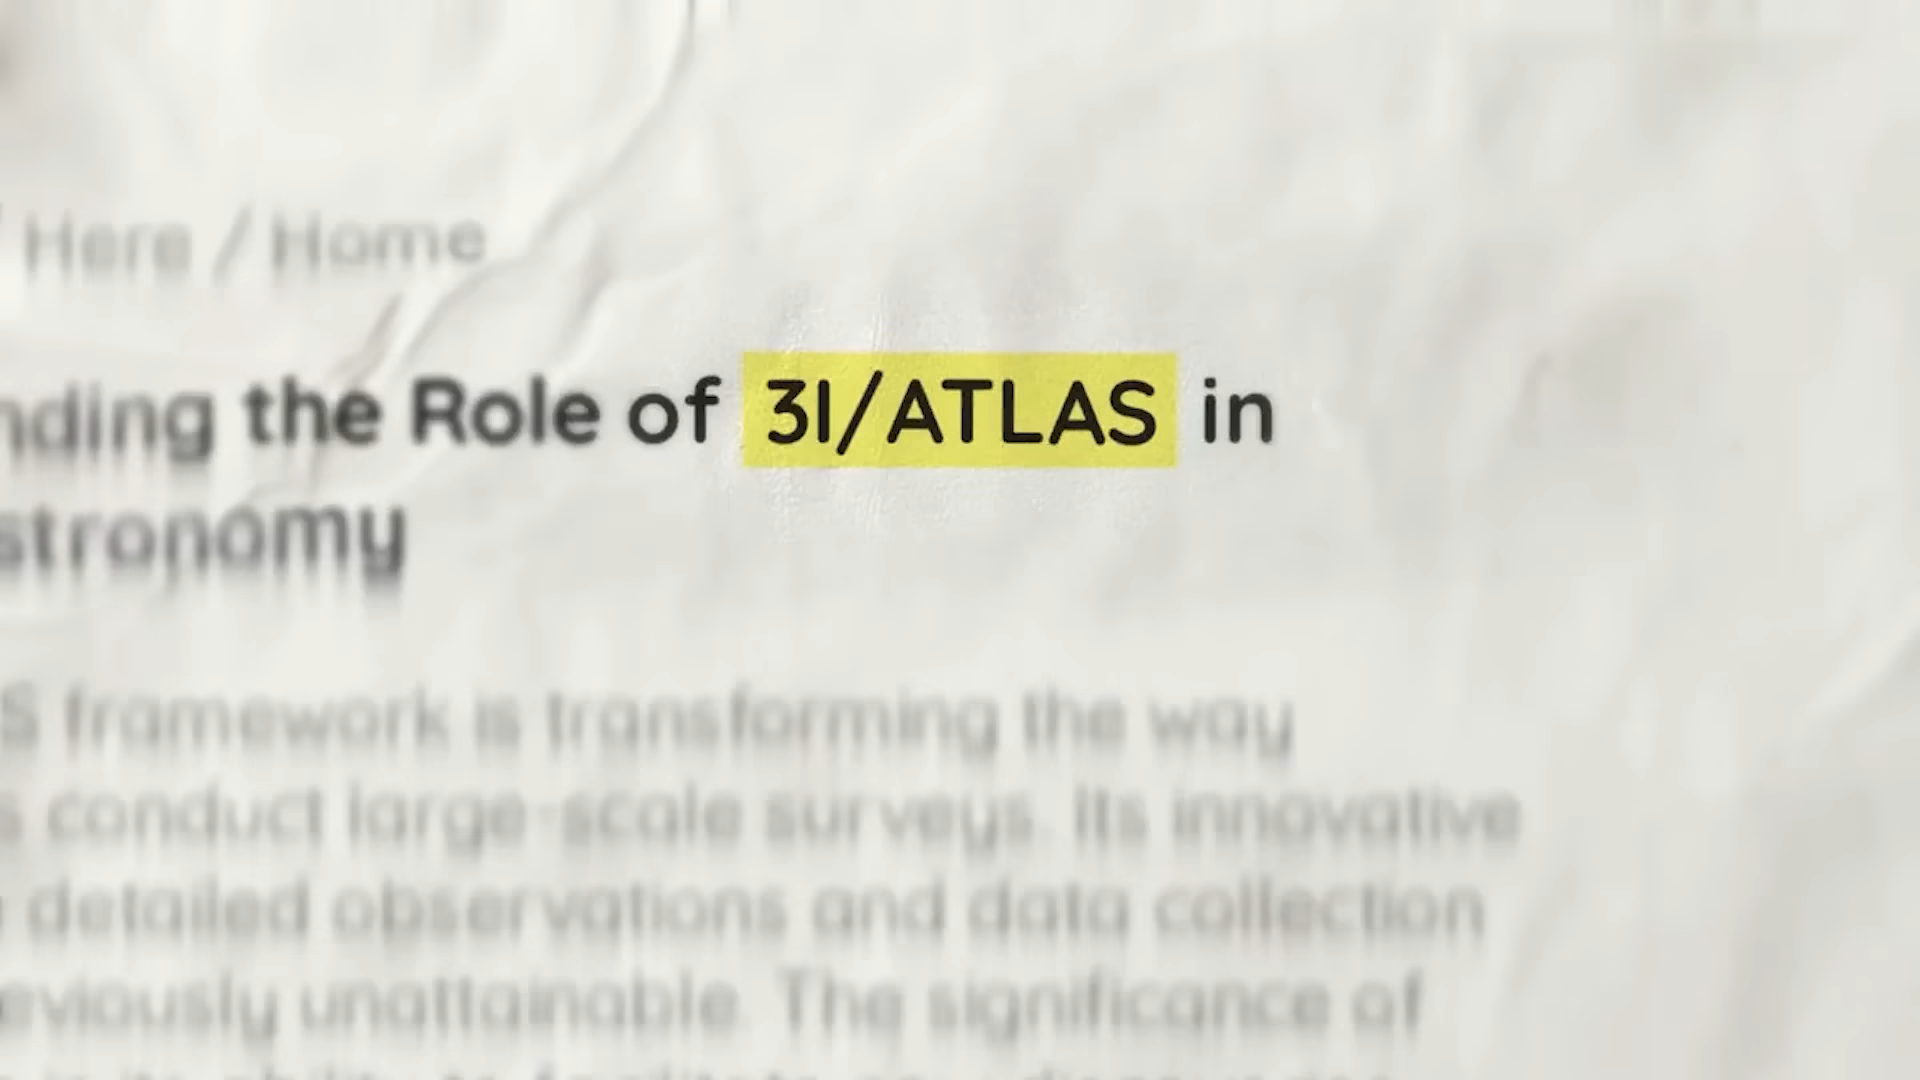 Here / Home
nding the Role of 3I/ATLAS in
stronomy
S framework is transforming the way
s conduct large-scale surveys. Its innovative
detailed observations and data collection
eviously unattainable. The significance of